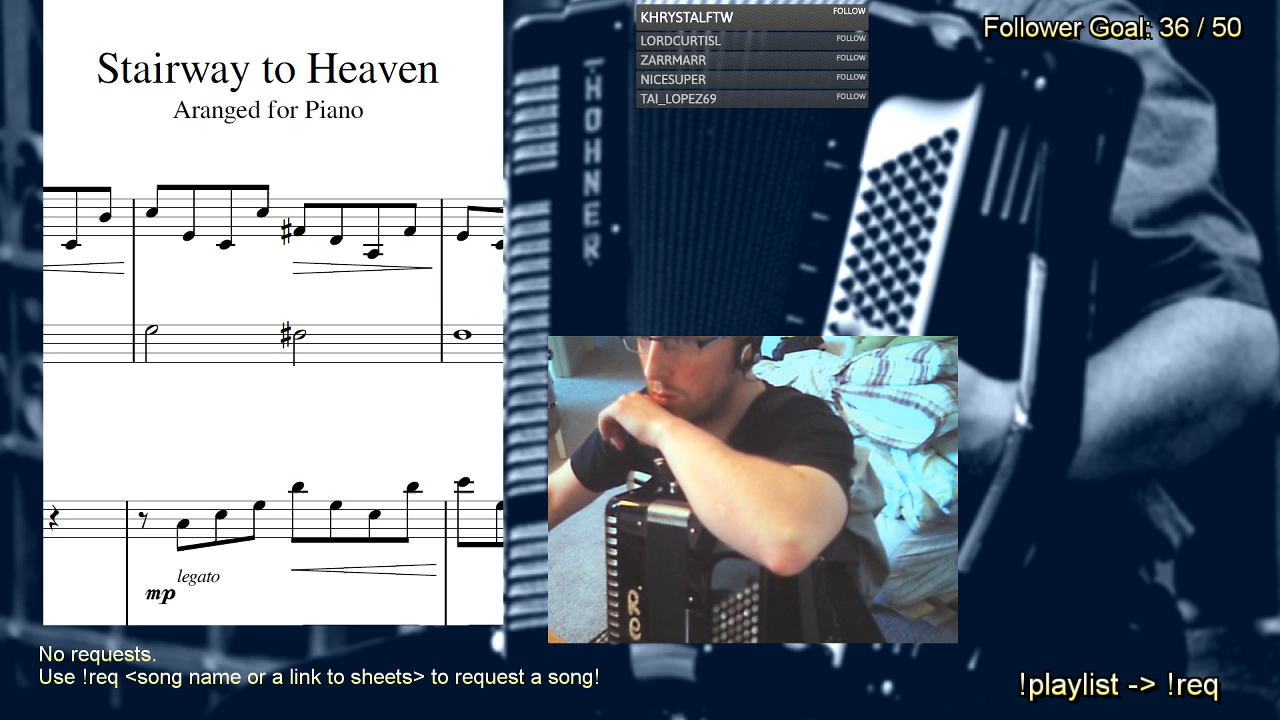 Stairway to Heaven
Aranged for Piano
legato
mp
KHRYSTALFTW FOLLOW
LORDCURTISL FOLLOW
ZARRMARR FOLLOW
NICESUPER FOLLOW
TAI_LOPEZ69 FOLLOW
Follower Goal: 36 / 50
HOHNER
No requests.
Use !req <song name or a link to sheets> to request a song!
!playlist -> !req